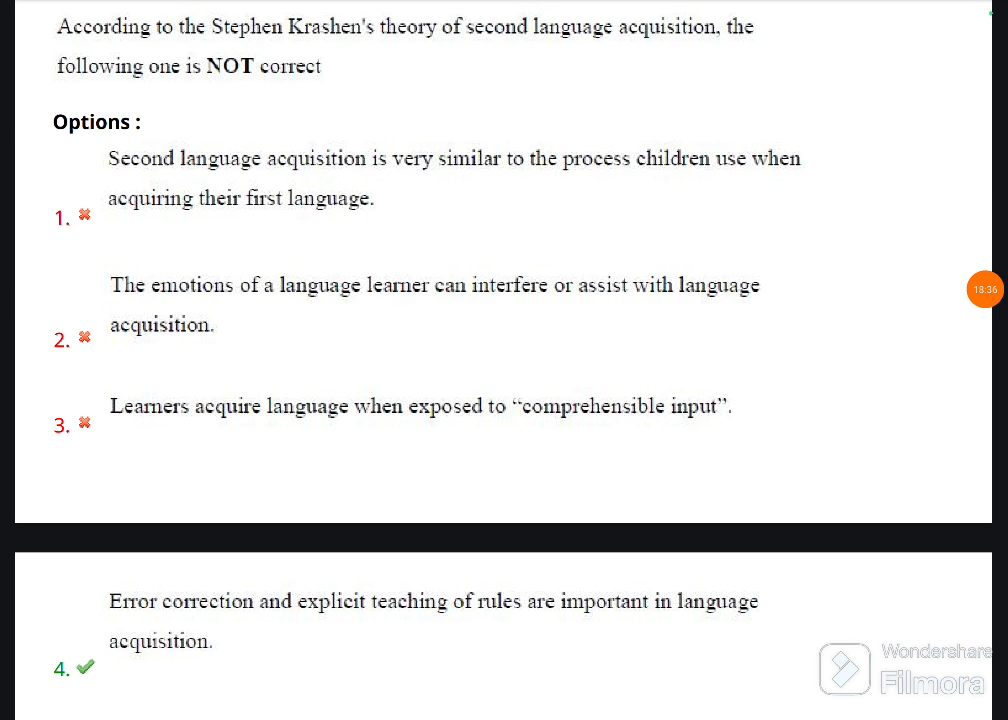 According to the Stephen Krashen's theory of second language acquisition, the
following one is NOT correct
Options :
Second language acquisition is very similar to the process children use when
acquiring their first language.
1.
The emotions of a language learner can interfere or assist with language
acquisition.
2.
18:36
Learners acquire language when exposed to “comprehensible input”.
3.
Error correction and explicit teaching of rules are important in language
acquisition.
4.
Wondershare
Filmora